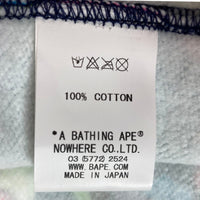 100% COTTON
*A BATHING APE®
NOWHERE CO.,LTD.
03 (5772) 2524
WWW.BAPE.COM
MADE IN JAPAN